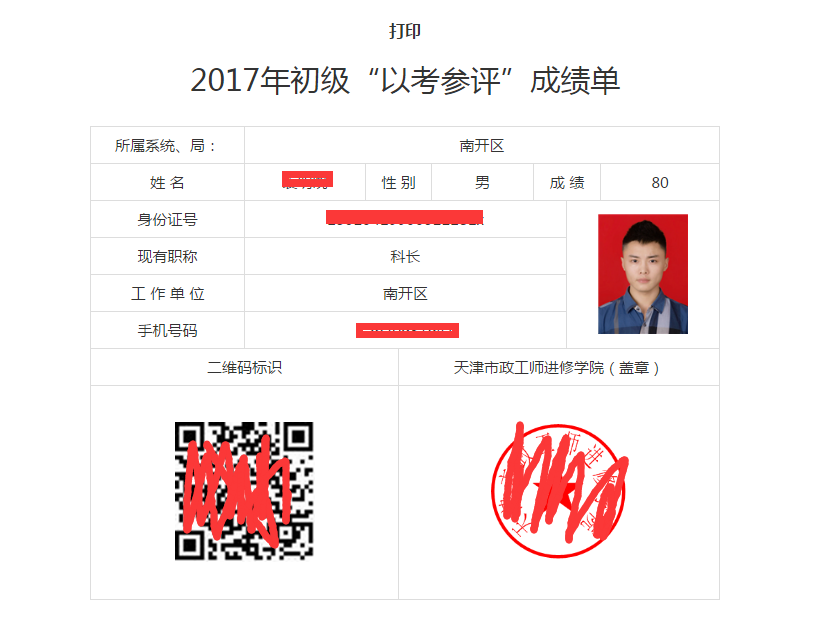 打印
2017年初级“以考参评”成绩单
所属系统、局： 南开区
姓 名 性 别 男 成 绩 80
身份证号
现有职称 科长
工 作 单 位 南开区
手机号码
二维码标识 天津市政工师进修学院（盖章）